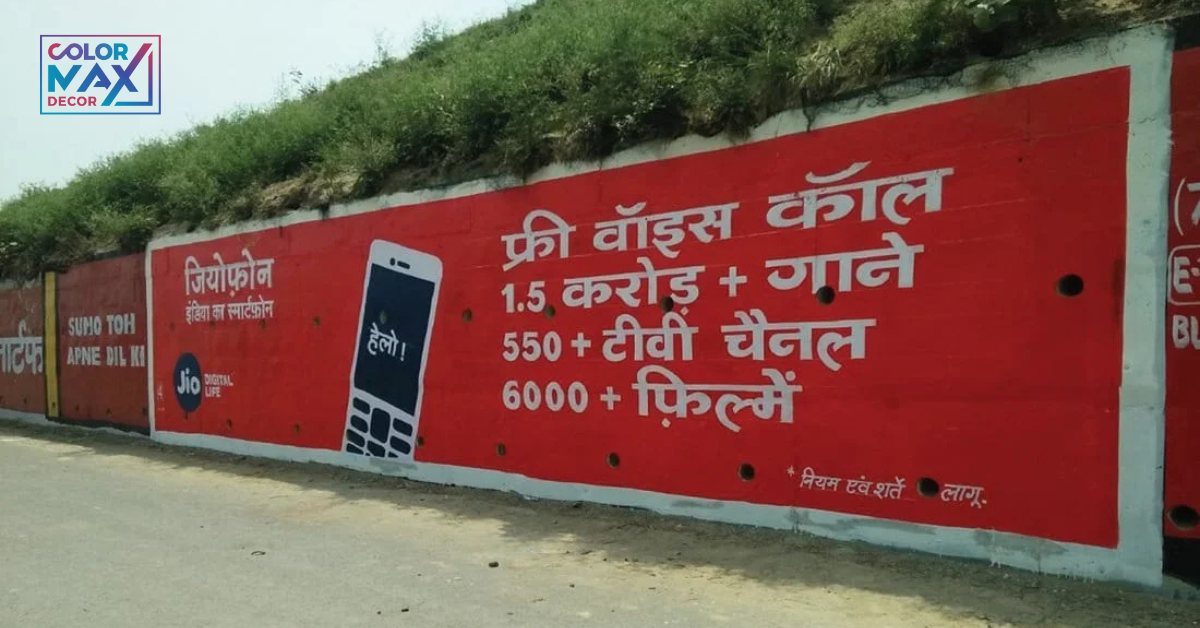 COLOR
MAX
DECOR
नार्टफ
SUMO TOH
APNE DIL KI
जियोफ़ोन
इंडिया का स्मार्टफ़ोन
Jio
DIGITAL
LIFE
हेलो!
फ्री वॉइस कॉल
1.5 करोड़ + गाने
550 + टीवी चैनल
6000 + फ़िल्में
* नियम एवं शर्ते लागू.